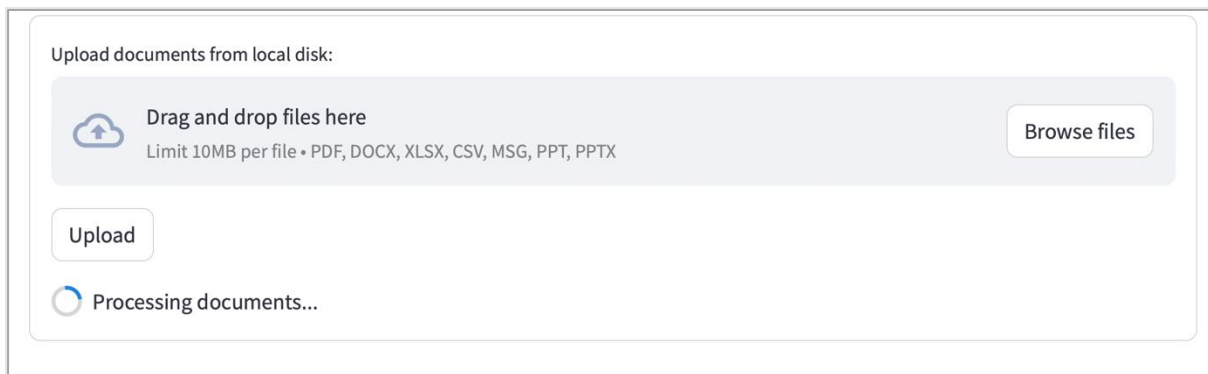 Upload documents from local disk:
Drag and drop files here
Limit 10MB per file • PDF, DOCX, XLSX, CSV, MSG, PPT, PPTX
Browse files
Upload
Processing documents...